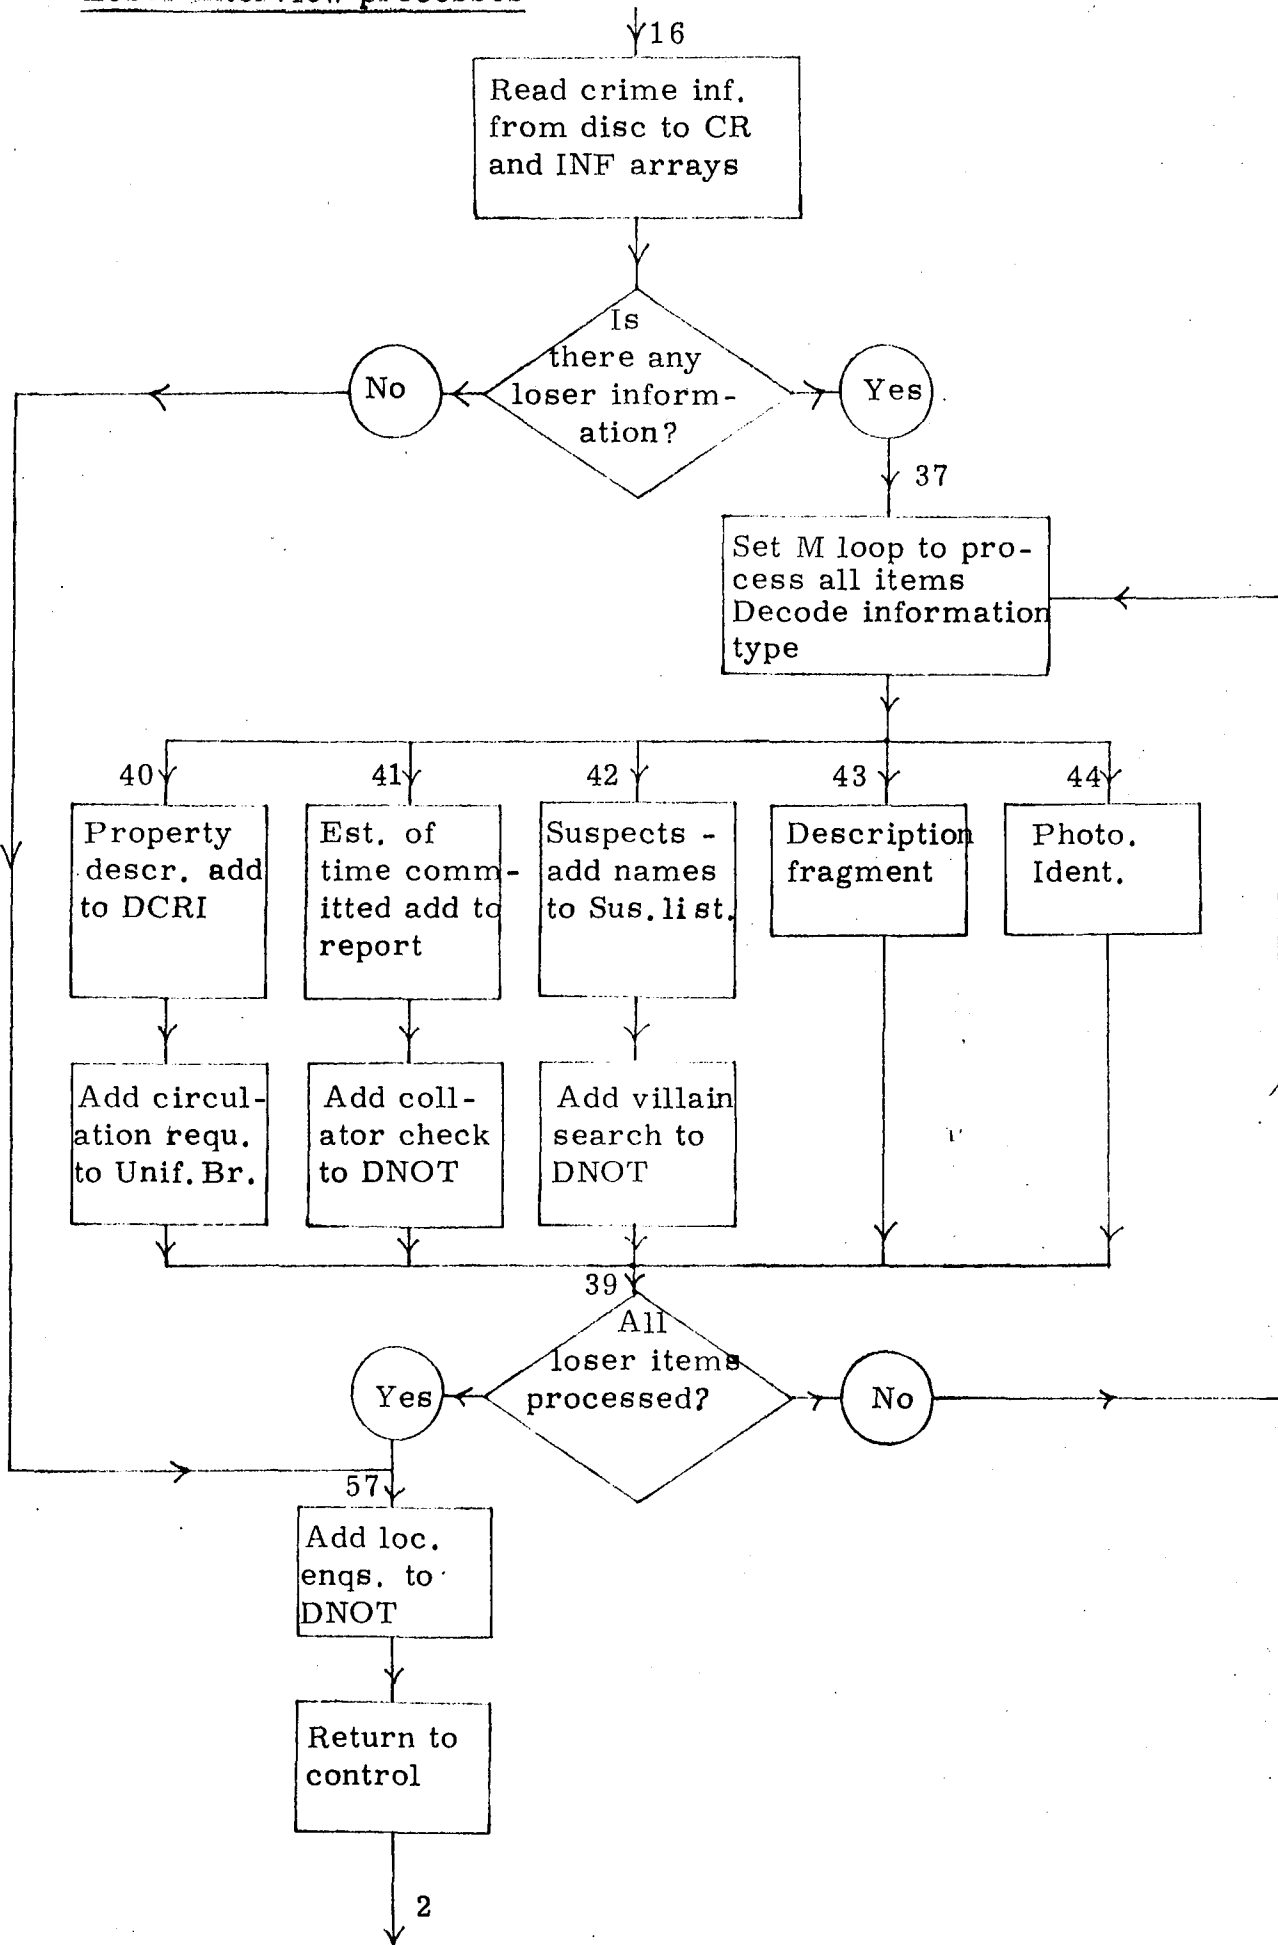 interview processes
16
Read crime inf.
from disc to CR
and INF arrays
Is
there any
loser inform-
ation?
No
Yes
37
Set M loop to pro-
cess all items
Decode information
type
40
41
42
43
44
Property
descr. add
to DCRI
Est. of
time comm-
itted add to
report
Suspects -
add names
to Sus. list.
Description
fragment
Photo.
Ident.
Add circul-
ation requ.
to Unif. Br.
Add coll-
ator check
to DNOT
Add villain
search to
DNOT
39
All
loser items
processed?
Yes
No
57
Add loc.
enqs. to
DNOT
Return to
control
2